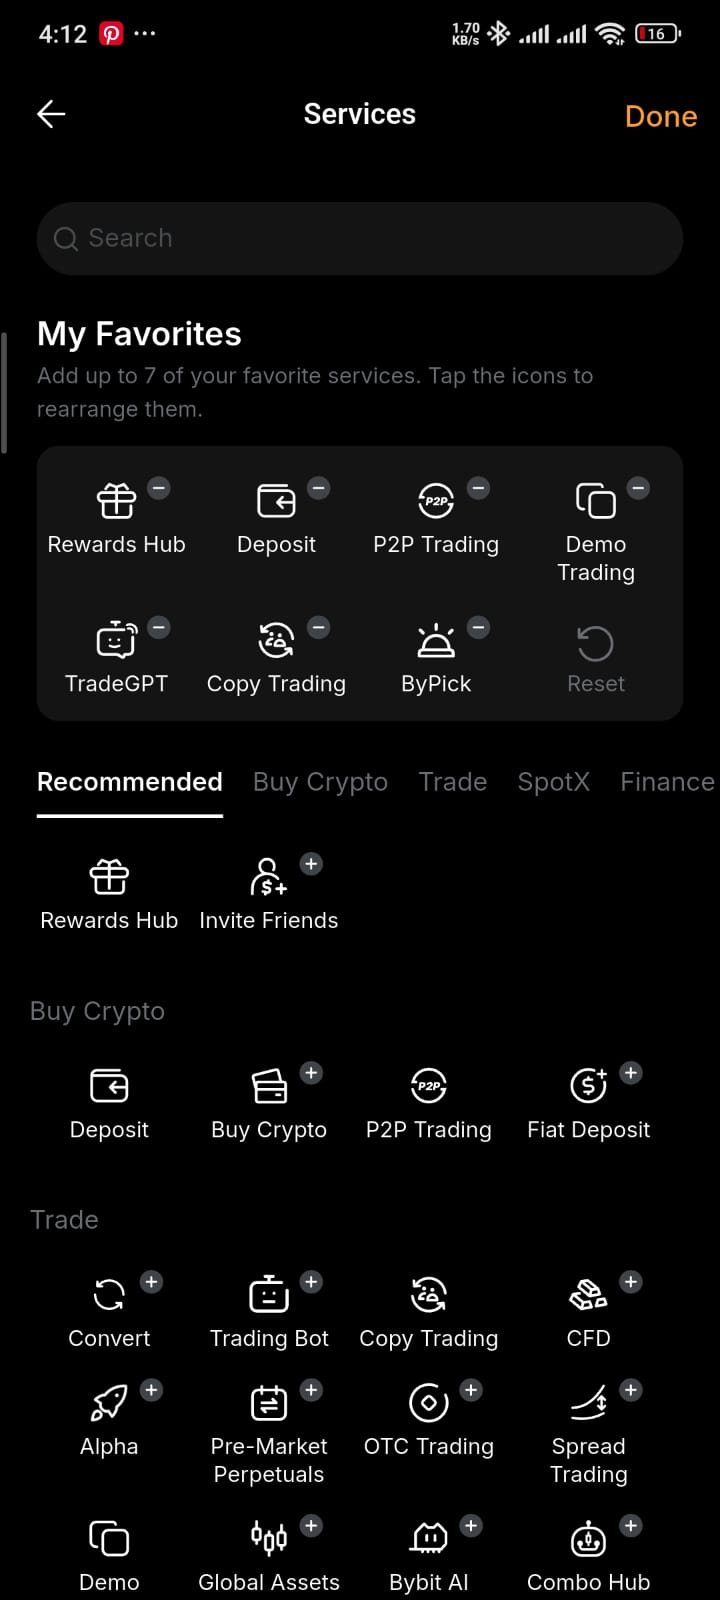 4:12 ... 1.70 KB/s 16
Services Done
Search
My Favorites
Add up to 7 of your favorite services. Tap the icons to
rearrange them.
Rewards Hub Deposit P2P P2P Trading Demo
Trading
TradeGPT Copy Trading ByPick Reset
Recommended Buy Crypto Trade SpotX Finance
Rewards Hub Invite Friends
Buy Crypto
Deposit Buy Crypto P2P P2P Trading Fiat Deposit
Trade
Convert Trading Bot Copy Trading CFD
Alpha Pre-Market OTC Trading Spread
Perpetuals Trading
Demo Global Assets Bybit AI Combo Hub